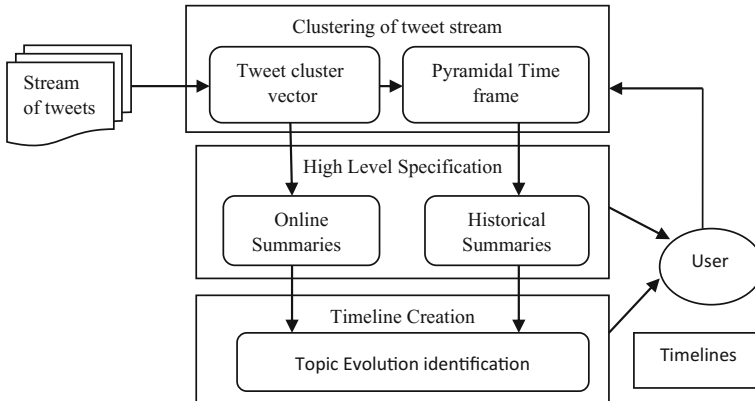 Clustering of tweet stream
Stream
of tweets
Tweet cluster
vector
Pyramidal Time
frame
High Level Specification
Online
Summaries
Historical
Summaries
User
Timeline Creation
Topic Evolution identification
Timelines